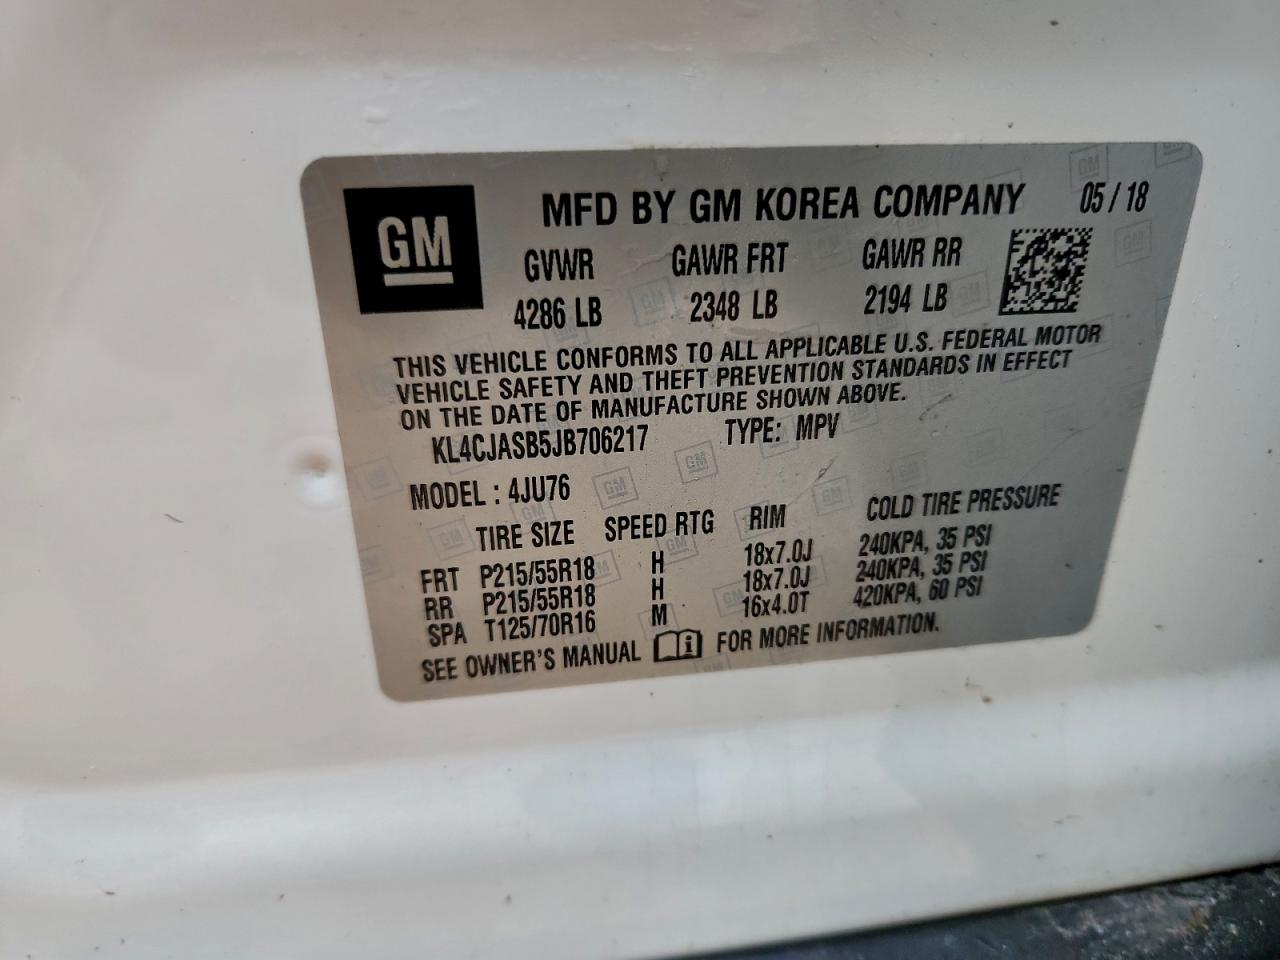 GM
MFD BY GM KOREA COMPANY 05/18
GVWR GAWR FRT GAWR RR
4286 LB 2348 LB 2194 LB
THIS VEHICLE CONFORMS TO ALL APPLICABLE U.S. FEDERAL MOTOR
VEHICLE SAFETY AND THEFT PREVENTION STANDARDS IN EFFECT
ON THE DATE OF MANUFACTURE SHOWN ABOVE.
KL4CJASB5JB706217 TYPE: MPV
MODEL : 4JU76
TIRE SIZE SPEED RTG RIM COLD TIRE PRESSURE
FRT P215/55R18 H 18x7.0J 240KPA, 35 PSI
RR P215/55R18 H 18x7.0J 240KPA, 35 PSI
SPA T125/70R16 M 16x4.0T 420KPA, 60 PSI
SEE OWNER'S MANUAL i FOR MORE INFORMATION.